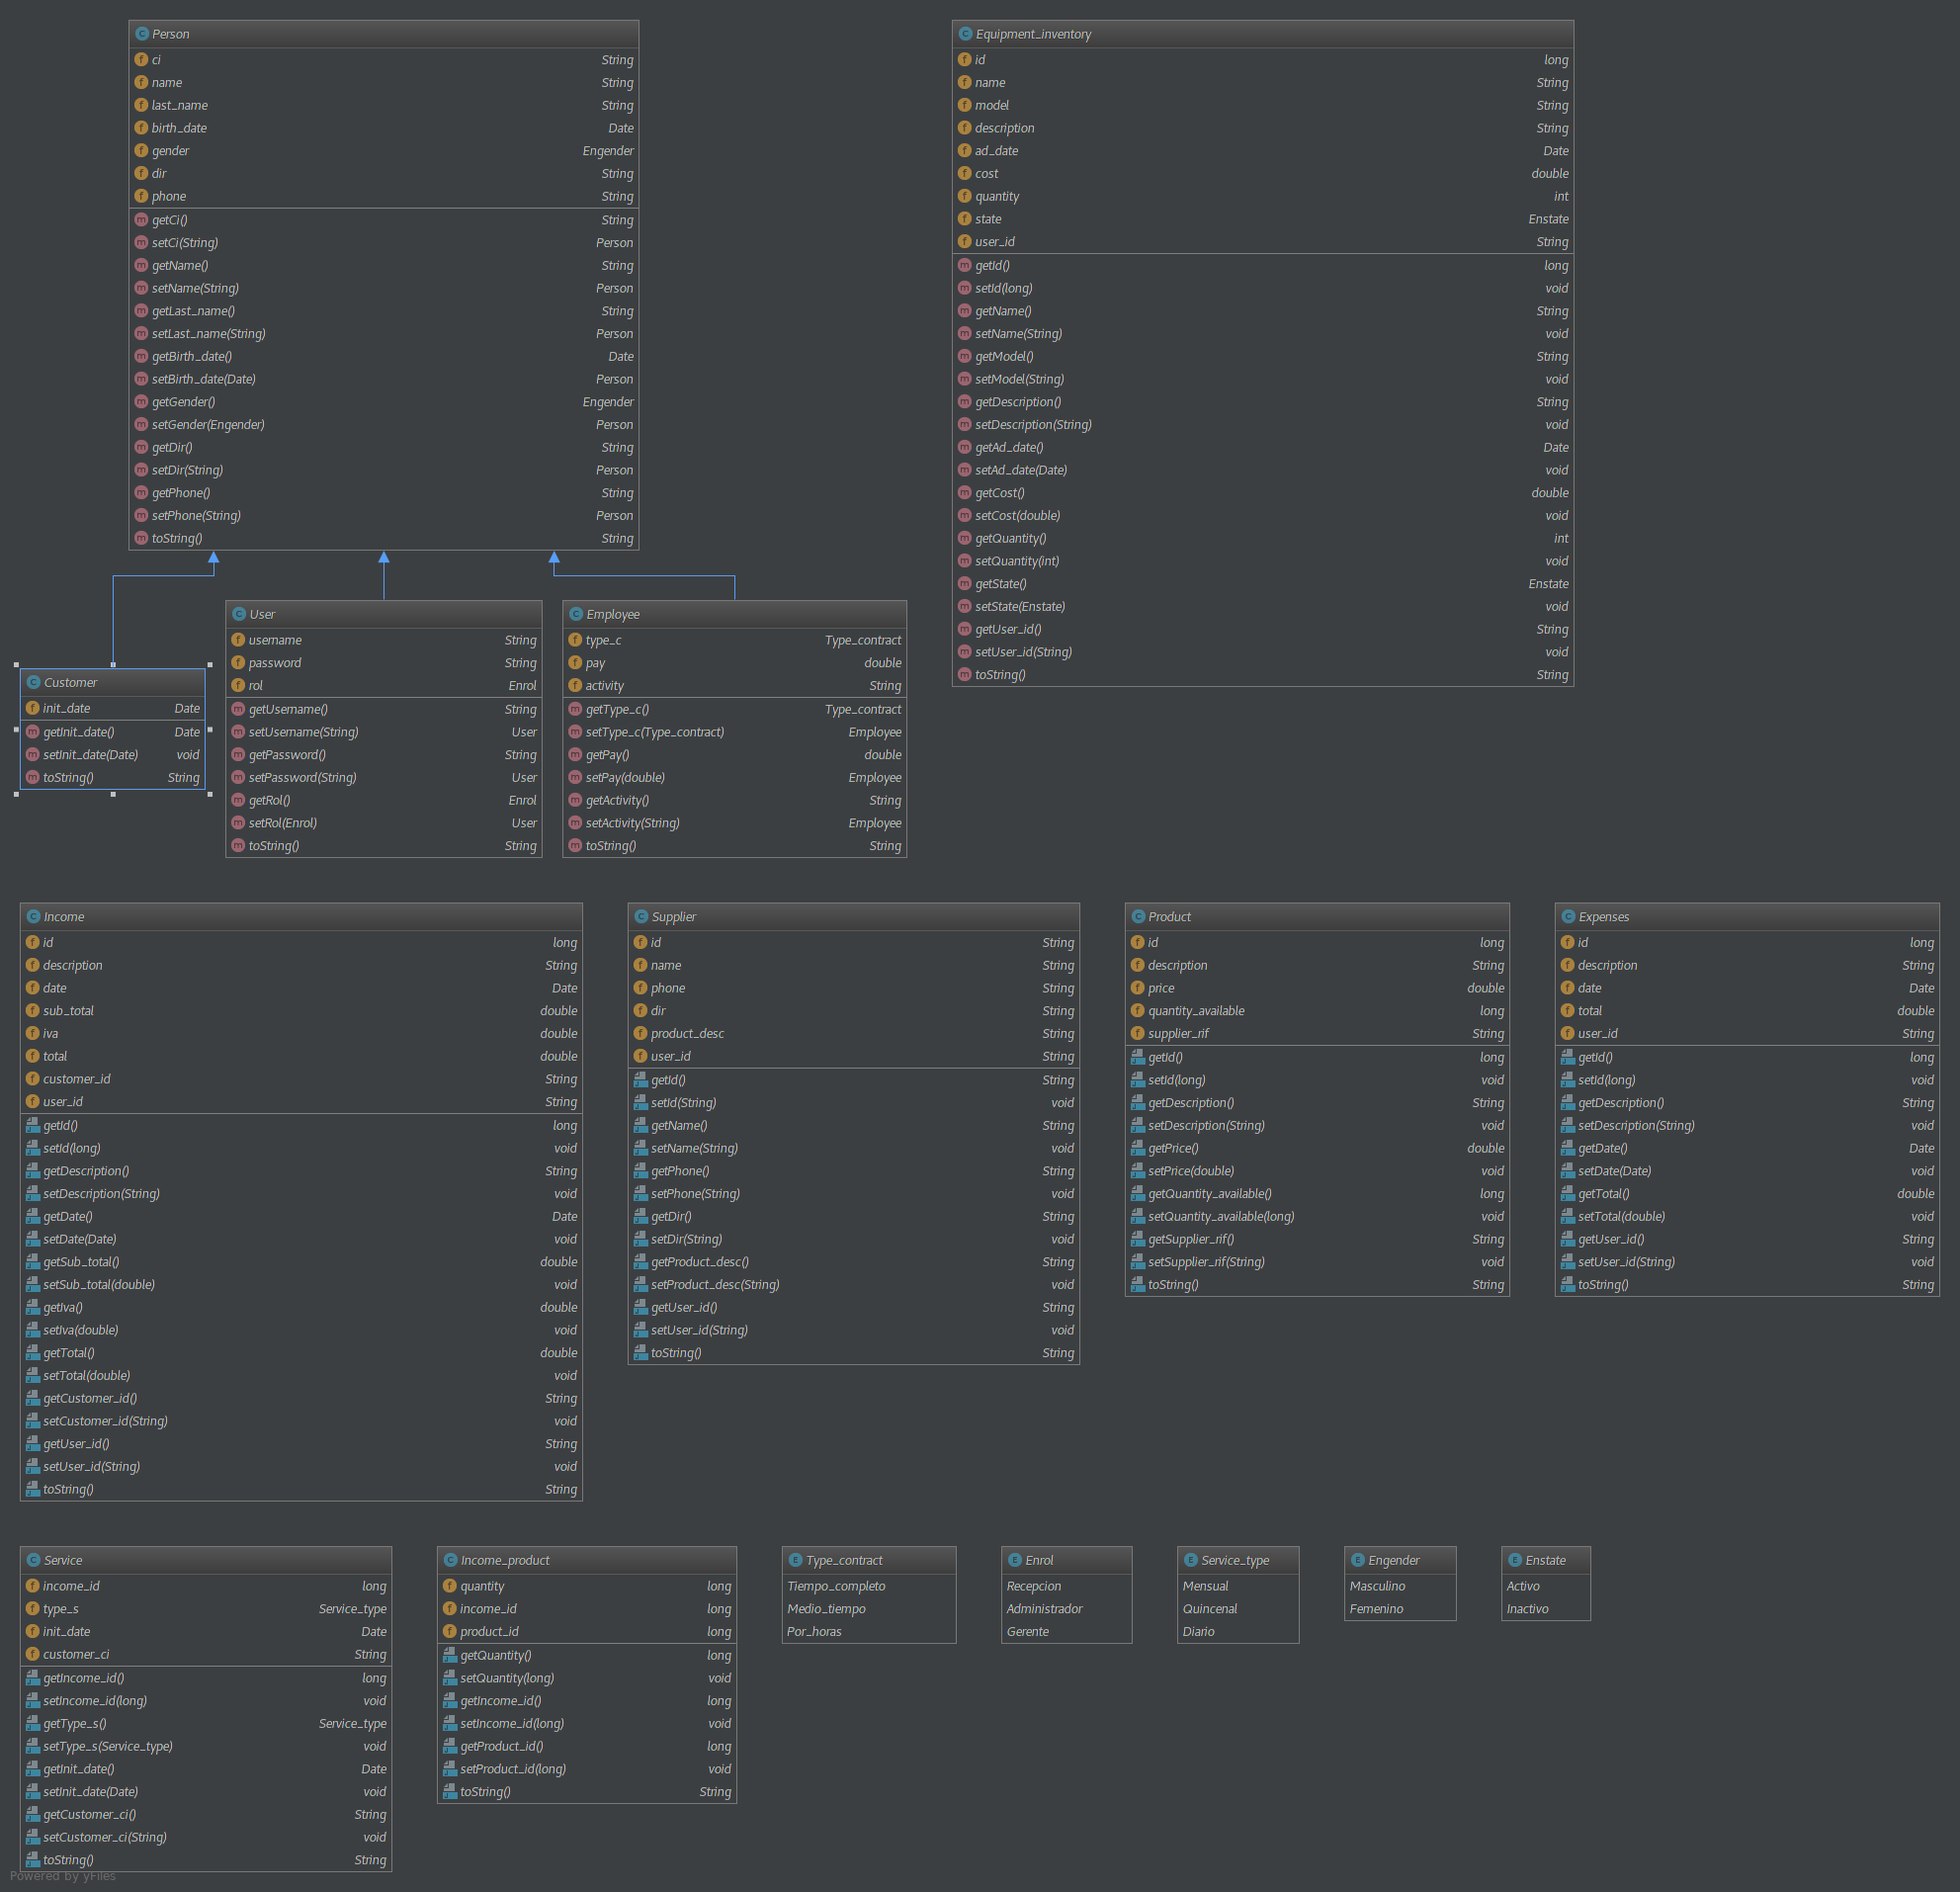 Person
ci String
name String
last_name String
birth_date Date
gender Engender
dir String
phone String
getCi() String
setCi(String) Person
getName() String
setName(String) Person
getLast_name() String
setLast_name(String) Person
getBirth_date() Date
setBirth_date(Date) Person
getGender() Engender
setGender(Engender) Person
getDir() String
setDir(String) Person
getPhone() String
setPhone(String) Person
toString() String
Equipment_inventory
id long
name String
model String
description String
ad_date Date
cost double
quantity int
state Enstate
user_id String
getId() long
setId(long) void
getName() String
setName(String) void
getModel() String
setModel(String) void
getDescription() String
setDescription(String) void
getAd_date() Date
setAd_date(Date) void
getCost() double
setCost(double) void
getQuantity() int
setQuantity(int) void
getState() Enstate
setState(Enstate) void
getUser_id() String
setUser_id(String) void
toString() String
Customer
init_date Date
getInit_date() Date
setInit_date(Date) void
toString() String
User
username String
password String
rol Enrol
getUsername() String
setUsername(String) User
getPassword() String
setPassword(String) User
getRol() Enrol
setRol(Enrol) User
toString() String
Employee
type_c Type_contract
pay double
activity String
getType_c() Type_contract
setType_c(Type_contract) Employee
getPay() double
setPay(double) Employee
getActivity() String
setActivity(String) Employee
toString() String
Income
id long
description String
date Date
sub_total double
iva double
total double
customer_id String
user_id String
getId() long
setId(long) void
getDescription() String
setDescription(String) void
getDate() Date
setDate(Date) void
getSub_total() double
setSub_total(double) void
getIva() double
setIva(double) void
getTotal() double
setTotal(double) void
getCustomer_id() String
setCustomer_id(String) void
getUser_id() String
setUser_id(String) void
toString() String
Supplier
id String
name String
phone String
dir String
product_desc String
user_id String
getId() String
setId(String) void
getName() String
setName(String) void
getPhone() String
setPhone(String) void
getDir() String
setDir(String) void
getProduct_desc() String
setProduct_desc(String) void
getUser_id() String
setUser_id(String) void
toString() String
Product
id long
description String
price double
quantity_available long
supplier_rif String
getId() long
setId(long) void
getDescription() String
setDescription(String) void
getPrice() double
setPrice(double) void
getQuantity_available() long
setQuantity_available(long) void
getSupplier_rif() String
setSupplier_rif(String) void
toString() String
Expenses
id long
description String
date Date
total double
user_id String
getId() long
setId(long) void
getDescription() String
setDescription(String) void
getDate() Date
setDate(Date) void
getTotal() double
setTotal(double) void
getUser_id() String
setUser_id(String) void
toString() String
Service
income_id long
type_s Service_type
init_date Date
customer_ci String
getIncome_id() long
setIncome_id(long) void
getType_s() Service_type
setType_s(Service_type) void
getInit_date() Date
setInit_date(Date) void
getCustomer_ci() String
setCustomer_ci(String) void
toString() String
Income_product
quantity long
income_id long
product_id long
getQuantity() long
setQuantity(long) void
getIncome_id() long
setIncome_id(long) void
getProduct_id() long
setProduct_id(long) void
toString() String
Type_contract
Tiempo_completo
Medio_tiempo
Por_horas
Enrol
Recepcion
Administrador
Gerente
Service_type
Mensual
Quincenal
Diario
Engender
Masculino
Femenino
Enstate
Activo
Inactivo
Powered by yFiles